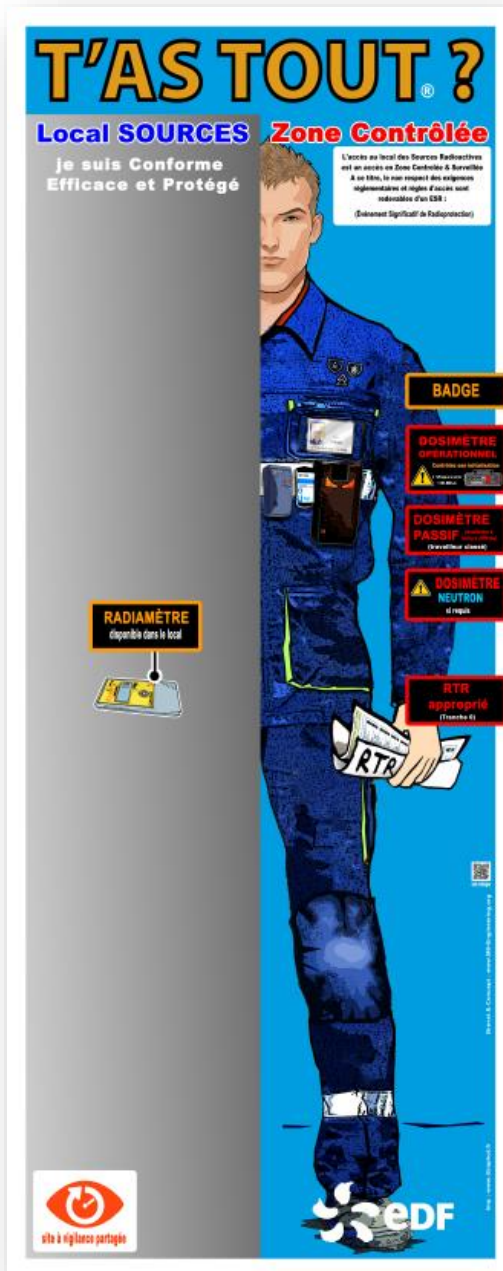 T'AS TOUT ?
®
Local SOURCES
je suis Conforme
Efficace et Protégé
Zone Contrôlée
L'accès au local des Sources Radioactives
est un accès en Zone Contrôlée & Surveillée
A ce titre, le non respect des exigences
réglementaires et règles d'accès sont
redevables d'un ESR :
(Événement Significatif de Radioprotection)
BADGE
DOSIMÈTRE
OPÉRATIONNEL
DOSIMÈTRE
PASSIF
(travailleur classé)
DOSIMÈTRE
NEUTRON
si requis
RADIAMÈTRE
disponible dans le local
RTR
approprié
(Tranche 0)
RTR
site à vigilance partagée
eDF